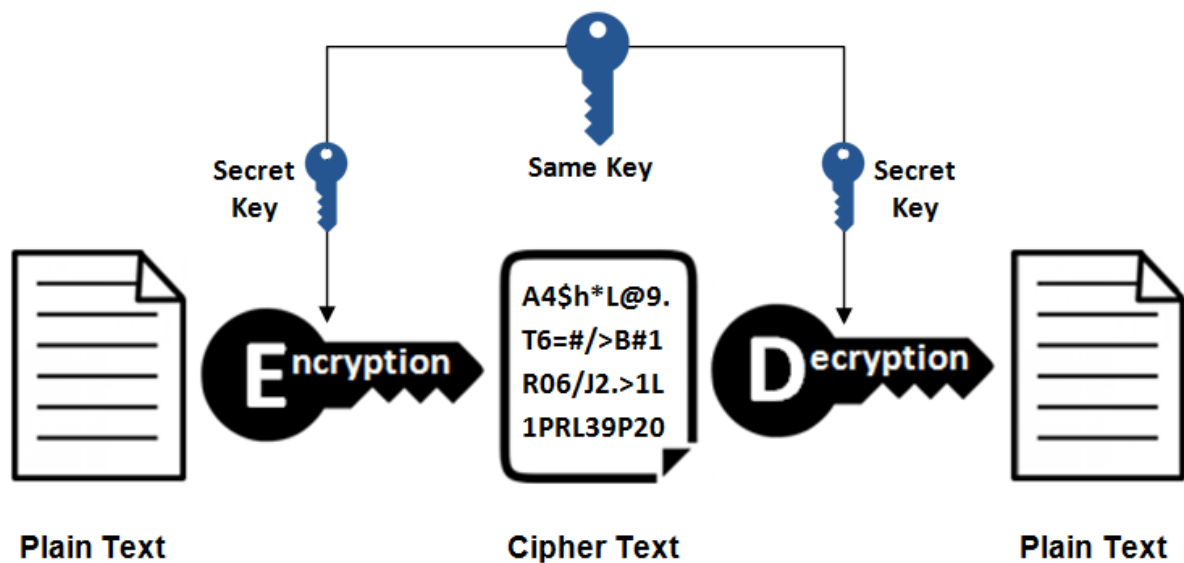 Same Key
Secret
Key
Secret
Key
Encryption
A4$h*L@9.
T6=#/>B#1
R06/J2.>1L
1PRL39P20
Decryption
Plain Text
Cipher Text
Plain Text